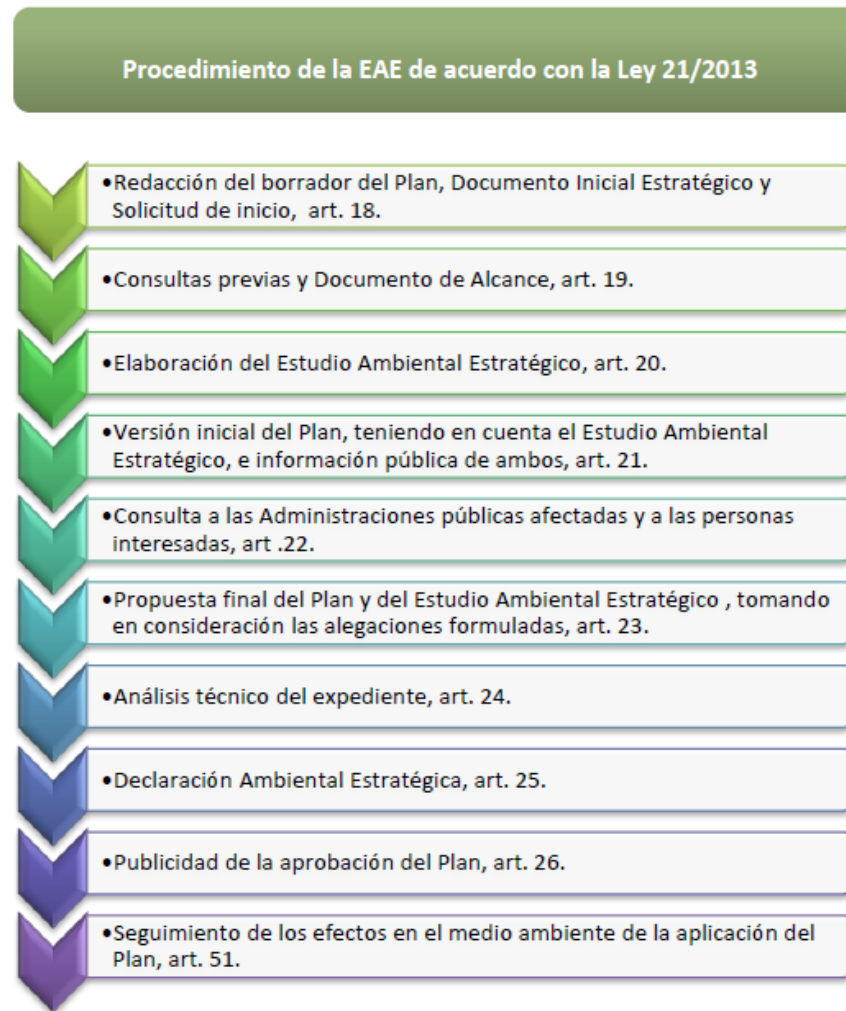 Procedimiento de la EAE de acuerdo con la Ley 21/2013
•Redacción del borrador del Plan, Documento Inicial Estratégico y
Solicitud de inicio,  art. 18.
•Consultas previas y Documento de Alcance, art. 19.
•Elaboración del Estudio Ambiental Estratégico, art. 20.
•Versión inicial del Plan, teniendo en cuenta el Estudio Ambiental
Estratégico, e información pública de ambos, art. 21.
•Consulta a las Administraciones públicas afectadas y a las personas
interesadas, art .22.
•Propuesta final del Plan y del Estudio Ambiental Estratégico , tomando
en consideración las alegaciones formuladas, art. 23.
•Análisis técnico del expediente, art. 24.
•Declaración Ambiental Estratégica, art. 25.
•Publicidad de la aprobación del Plan, art. 26.
•Seguimiento de los efectos en el medio ambiente de la aplicación del
Plan, art. 51.